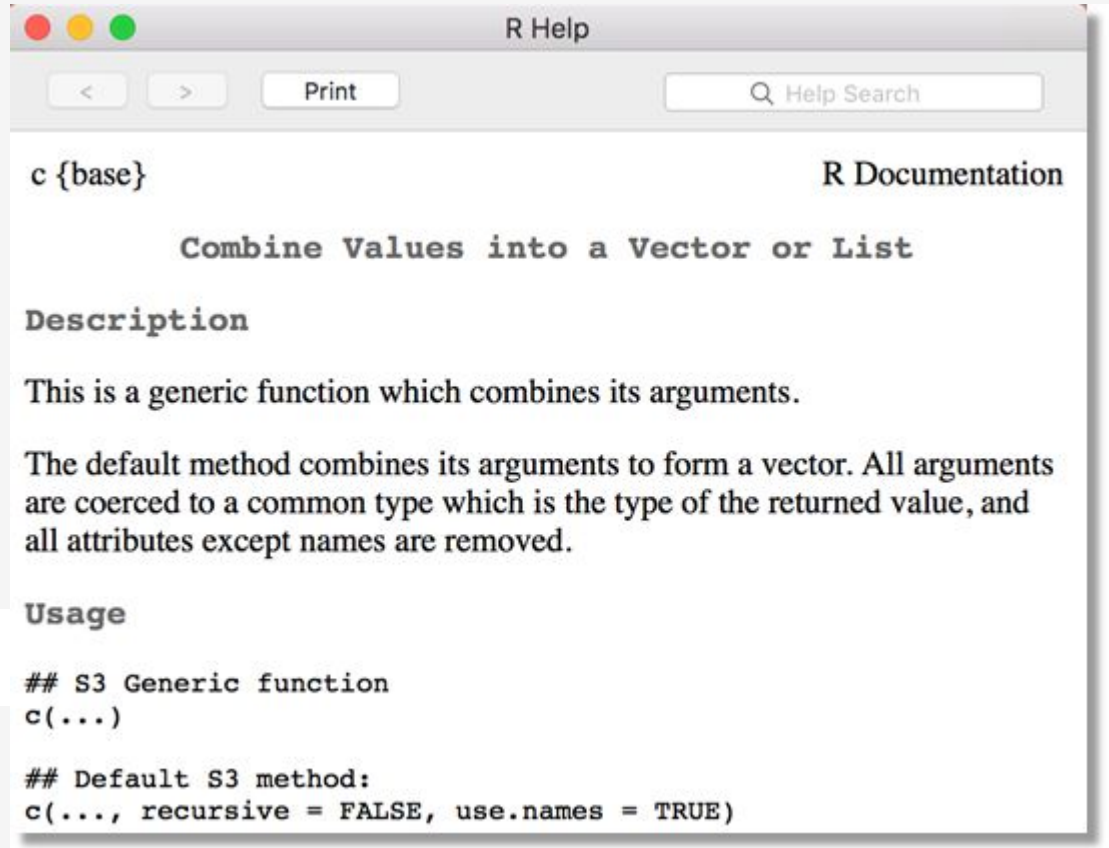 R Help
< > Print Help Search
c {base} R Documentation
Combine Values into a Vector or List
Description
This is a generic function which combines its arguments.
The default method combines its arguments to form a vector. All arguments
are coerced to a common type which is the type of the returned value, and
all attributes except names are removed.
Usage
## S3 Generic function
c(...)
## Default S3 method:
c(..., recursive = FALSE, use.names = TRUE)